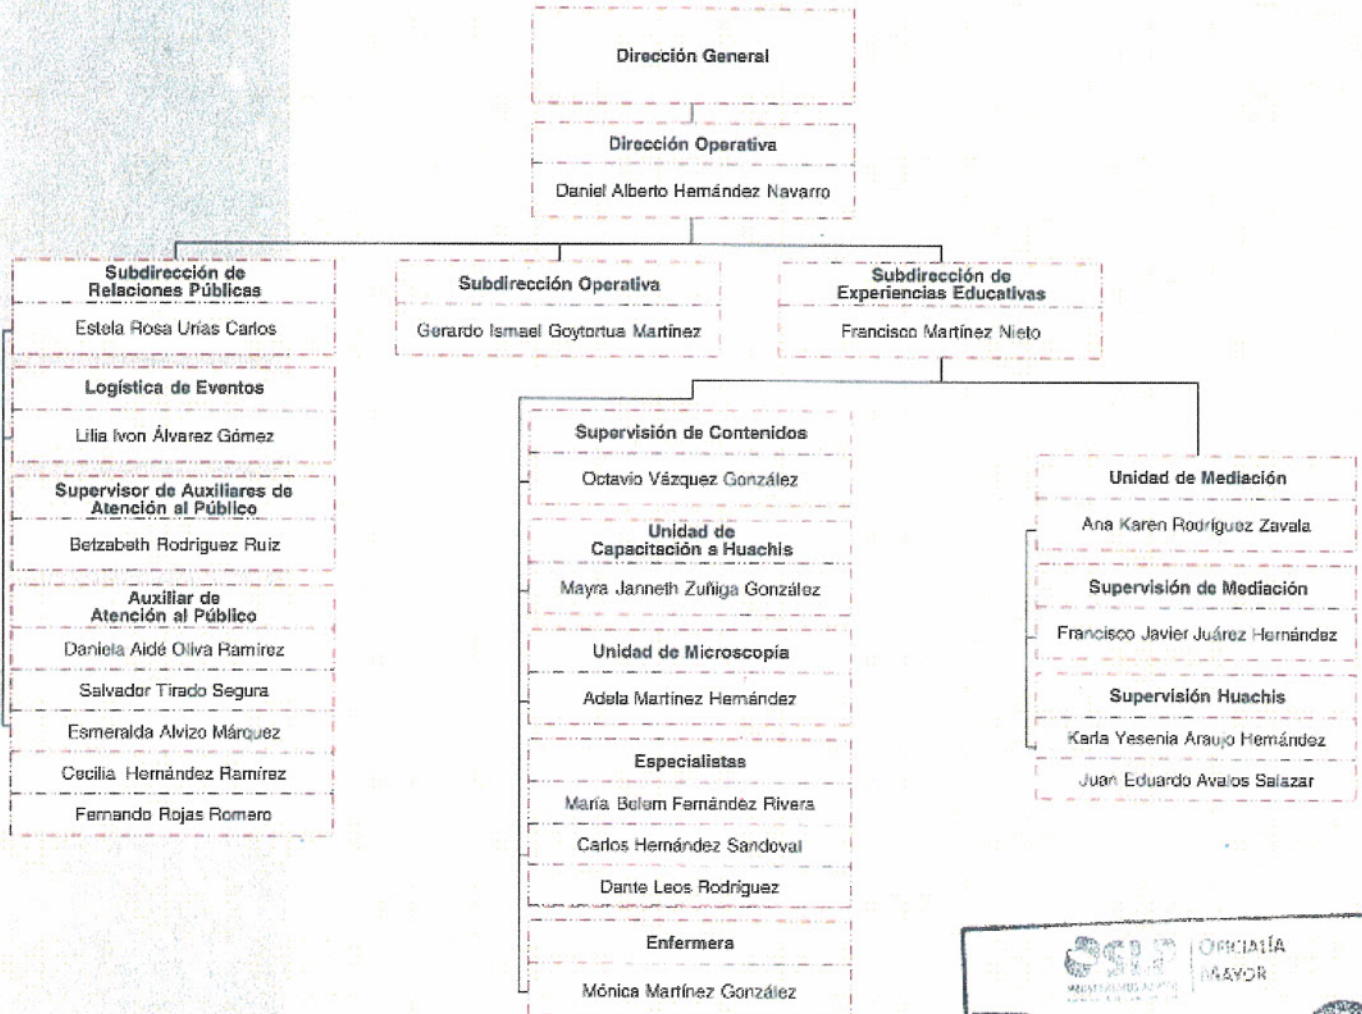 Dirección General
Dirección Operativa
Daniel Alberto Hernández Navarro
Subdirección de
Relaciones Públicas
Estela Rosa Urías Carlos
Logística de Eventos
Lilia Ivon Álvarez Gómez
Supervisor de Auxiliares de
Atención al Público
Betzabeth Rodriguez Ruiz
Auxiliar de
Atención al Público
Daniela Aidé Oliva Ramírez
Salvador Tirado Segura
Esmeralda Alvizo Márquez
Cecilia Hernández Ramírez
Fernando Rojas Romero
Subdirección Operativa
Gerardo Ismael Goytortua Martínez
Subdirección de
Experiencias Educativas
Francisco Martínez Nieto
Supervisión de Contenidos
Octavio Vázquez González
Unidad de
Capacitación a Huachis
Mayra Janneth Zuñiga González
Unidad de Microscopía
Adela Martínez Hernández
Especialistas
María Belem Fernández Rivera
Carlos Hernández Sandoval
Dante Leos Rodríguez
Enfermera
Mónica Martínez González
Unidad de Mediación
Ana Karen Rodríguez Zavala
Supervisión de Mediación
Francisco Javier Juárez Hernández
Supervisión Huachis
Karla Yesenia Araujo Hernández
Juan Eduardo Avalos Salazar
SLP
OFICIALÍA
MAYOR